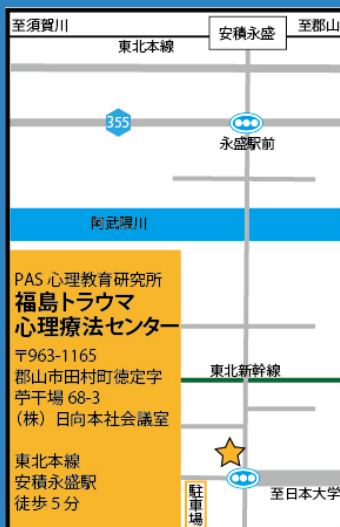 至須賀川
安積永盛
至郡山
東北本線
355
永盛駅前
阿武隈川
PAS 心理教育研究所
福島トラウマ
心理療法センター
〒963-1165
郡山市田村町徳定字
苧干場 68-3
（株）日向本社会議室
東北本線
安積永盛駅
徒歩 5 分
東北新幹線
駐車場
至日本大学